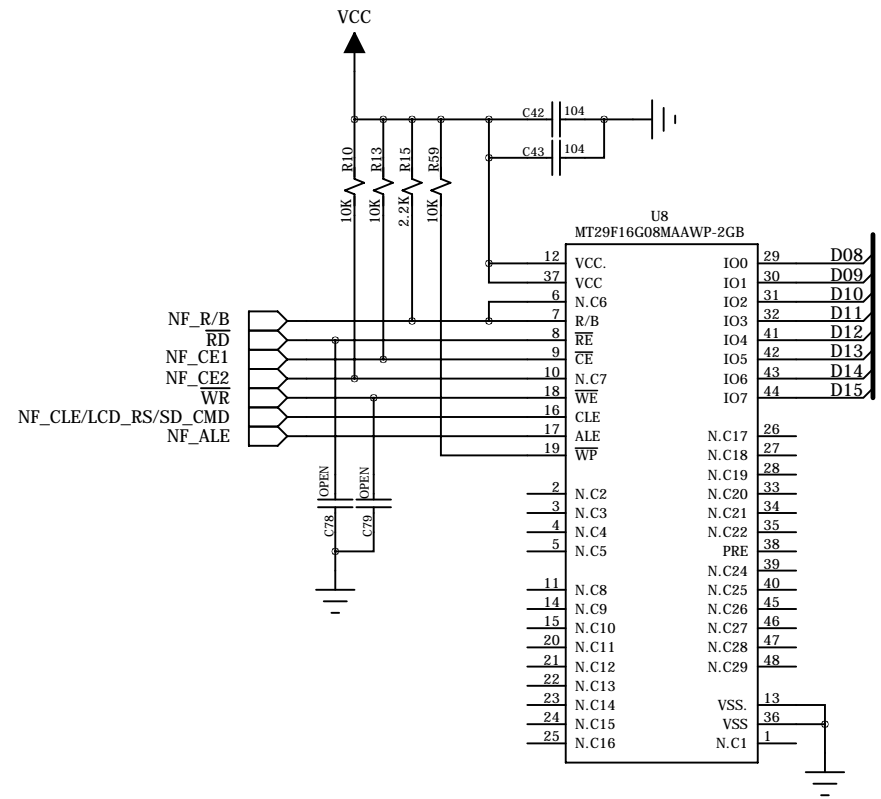 VCC
C42 104
C43 104
R10 10K
R13 10K
R15 2.2K
R59 10K
U8
MT29F16G08MAAWP-2GB
NF_R/B
RD
NF_CE1
NF_CE2
WR
NF_CLE/LCD_RS/SD_CMD
NF_ALE
C78 OPEN
C79 OPEN
12 VCC.
37 VCC
6 N.C6
7 R/B
8 RE
9 CE
10 N.C7
18 WE
16 CLE
17 ALE
19 WP
2 N.C2
3 N.C3
4 N.C4
5 N.C5
11 N.C8
14 N.C9
15 N.C10
20 N.C11
21 N.C12
22 N.C13
23 N.C14
24 N.C15
25 N.C16
IO0 29 D08
IO1 30 D09
IO2 31 D10
IO3 32 D11
IO4 41 D12
IO5 42 D13
IO6 43 D14
IO7 44 D15
N.C17 26
N.C18 27
N.C19 28
N.C20 33
N.C21 34
N.C22 35
PRE 38
N.C24 39
N.C25 40
N.C26 45
N.C27 46
N.C28 47
N.C29 48
VSS. 13
VSS 36
N.C1 1